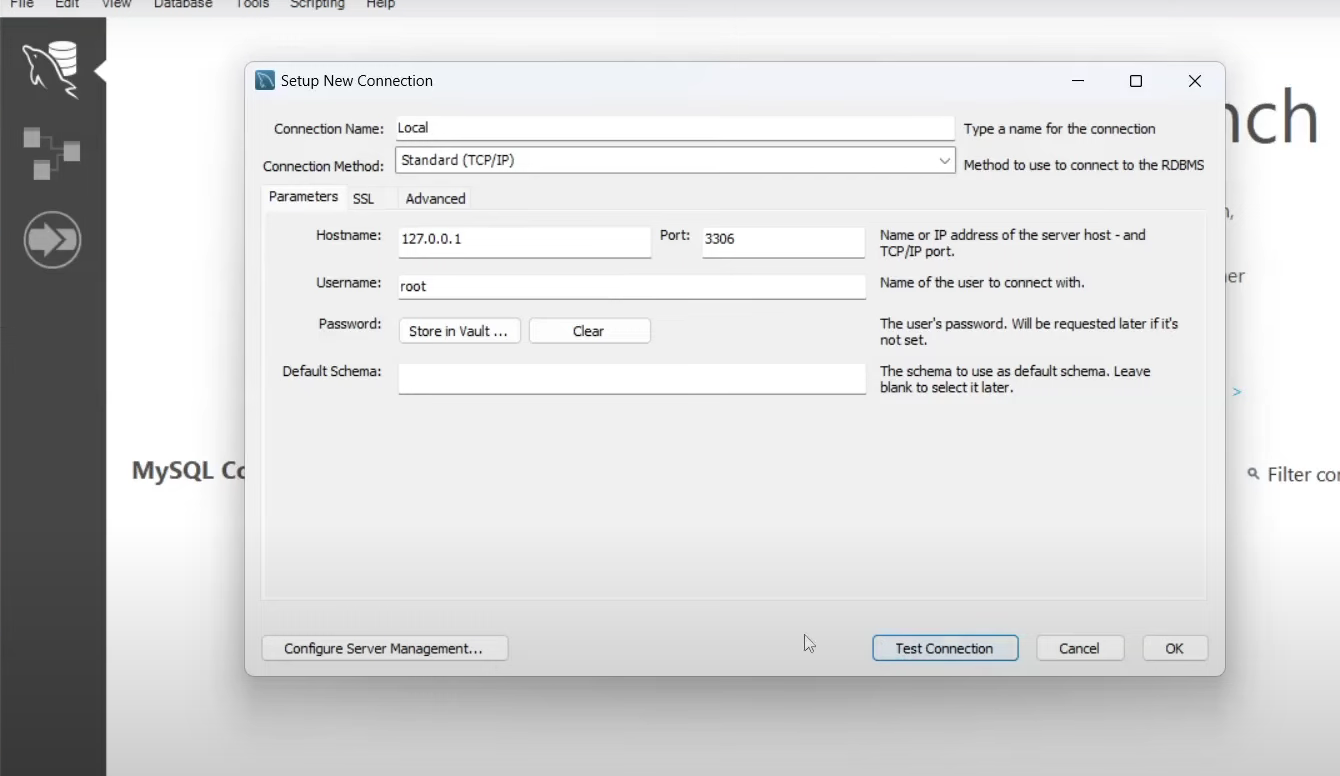 File Edit View Database Tools Scripting Help
Setup New Connection
nch
Connection Name: Local Type a name for the connection
Connection Method: Standard (TCP/IP) Method to use to connect to the RDBMS
Parameters SSL Advanced
Hostname: 127.0.0.1 Port: 3306 Name or IP address of the server host - and
TCP/IP port.
Username: root Name of the user to connect with.
Password: Store in Vault ... Clear The user's password. Will be requested later if it's
not set.
Default Schema: The schema to use as default schema. Leave
blank to select it later.
>
MySQL
Filter
Configure Server Management... Test Connection Cancel OK